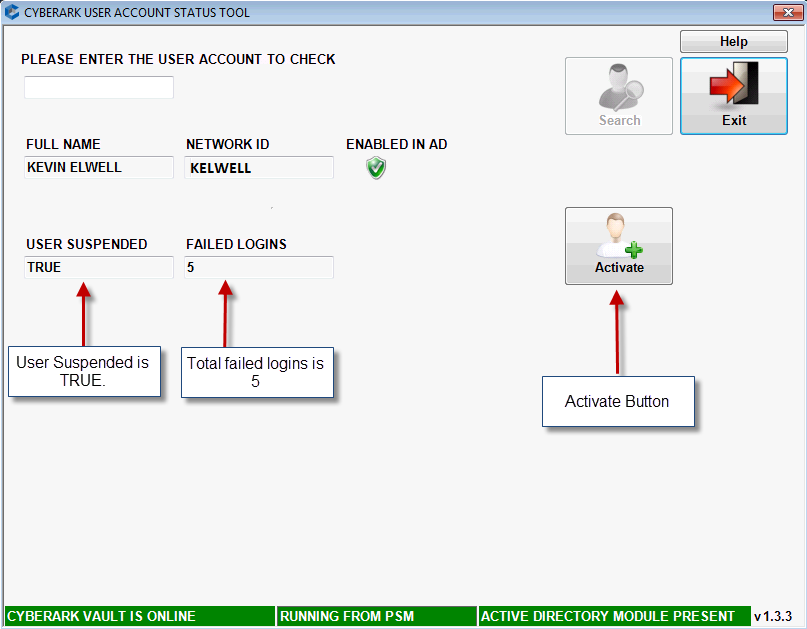 CYBERARK USER ACCOUNT STATUS TOOL
Help
PLEASE ENTER THE USER ACCOUNT TO CHECK
Search
Exit
FULL NAME
NETWORK ID
ENABLED IN AD
KEVIN ELWELL
KELWELL
USER SUSPENDED
FAILED LOGINS
TRUE
5
Activate
User Suspended is
TRUE.
Total failed logins is
5
Activate Button
CYBERARK VAULT IS ONLINE
RUNNING FROM PSM
ACTIVE DIRECTORY MODULE PRESENT
v 1.3.3